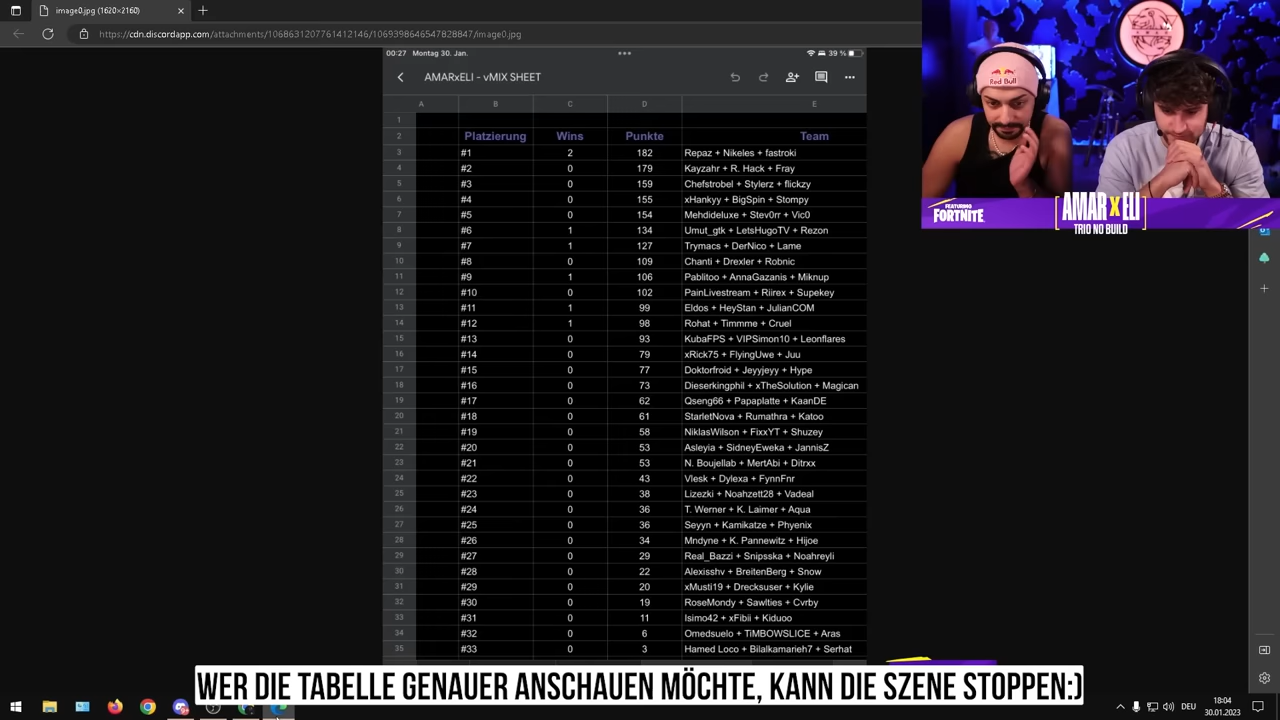 image0.jpg (1620×2160)
https://cdn.discordapp.com/attachments/1068631207761412146/1069398646547828847/image0.jpg
00:27 Montag 30. Jan.
39 %
AMARxELI - vMIX SHEET
A B C D E
1
2 Platzierung Wins Punkte Team
3 #1 2 182 Repaz + Nikeles + fastroki
4 #2 0 179 Kayzahr + R. Hack + Fray
5 #3 0 159 Chefstrobel + Stylerz + flickzy
6 #4 0 155 xHankyy + BigSpin + Stompy
7 #5 0 154 Mehdideluxe + Stev0rr + Vic0
8 #6 1 134 Umut_gtk + LetsHugoTV + Rezon
9 #7 1 127 Trymacs + DerNico + Lame
10 #8 0 109 Chanti + Drexler + Robnic
11 #9 1 106 Pablitoo + AnnaGazanis + Miknup
12 #10 0 102 PainLivestream + Riirex + Supekey
13 #11 1 99 Eldos + HeyStan + JulianCOM
14 #12 1 98 Rohat + Timmme + Cruel
15 #13 0 93 KubaFPS + VIPSimon10 + Leonflares
16 #14 0 79 xRick75 + FlyingUwe + Juu
17 #15 0 77 Doktorfroid + Jeyyjeyy + Hype
18 #16 0 73 Dieserkingphil + xTheSolution + Magican
19 #17 0 62 Qseng66 + Papaplatte + KaanDE
20 #18 0 61 StarletNova + Rumathra + Katoo
21 #19 0 58 NiklasWilson + FixxYT + Shuzey
22 #20 0 53 Asleyia + SidneyEweka + JannisZ
23 #21 0 53 N. Boujellab + MertAbi + Ditrxx
24 #22 0 43 Vlesk + Dylexa + FynnFnr
25 #23 0 38 Lizezki + Noahzett28 + Vadeal
26 #24 0 36 T. Werner + K. Laimer + Aqua
27 #25 0 36 Seyyn + Kamikatze + Phyenix
28 #26 0 34 Mndyne + K. Pannewitz + Hijoe
29 #27 0 29 Real_Bazzi + Snipsska + Noahreyli
30 #28 0 22 Alexisshv + BreitenBerg + Snow
31 #29 0 20 xMusti19 + Drecksuser + Kylie
32 #30 0 19 RoseMondy + Sawlties + Cvrby
33 #31 0 11 Isimo42 + xFibii + Kiduoo
34 #32 0 6 Omedsuelo + TiMBOWSLICE + Aras
35 #33 0 3 Hamed Loco + Bilalkamarieh7 + Serhat
Red Bull
FEATURING
FORTNITE
AMAR X ELI
TRIO NO BUILD
WER DIE TABELLE GENAUER ANSCHAUEN MÖCHTE, KANN DIE SZENE STOPPEN:)
DEU
18:04
30.01.2023